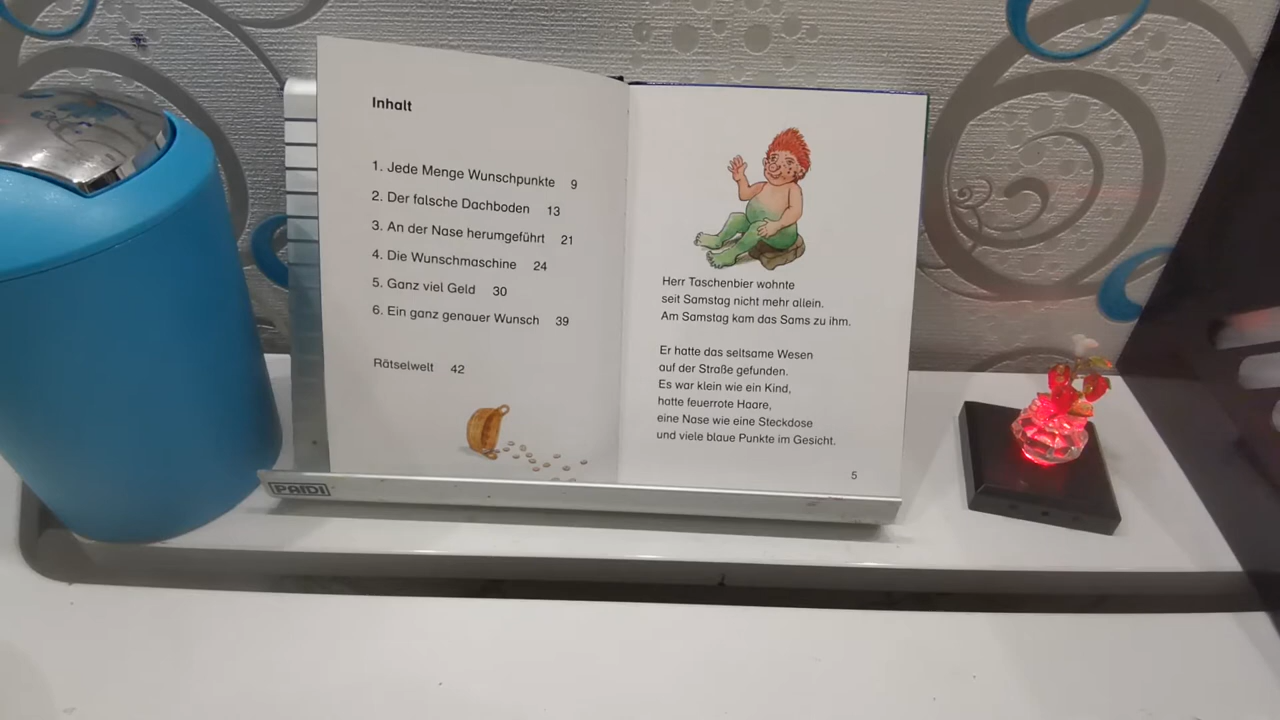 Inhalt
1. Jede Menge Wunschpunkte 9
2. Der falsche Dachboden 13
3. An der Nase herumgeführt 21
4. Die Wunschmaschine 24
5. Ganz viel Geld 30
6. Ein ganz genauer Wunsch 39
Rätselwelt 42
Herr Taschenbier wohnte
seit Samstag nicht mehr allein.
Am Samstag kam das Sams zu ihm.
Er hatte das seltsame Wesen
auf der Straße gefunden.
Es war klein wie ein Kind,
hatte feuerrote Haare,
eine Nase wie eine Steckdose
und viele blaue Punkte im Gesicht.
5
PAIDI